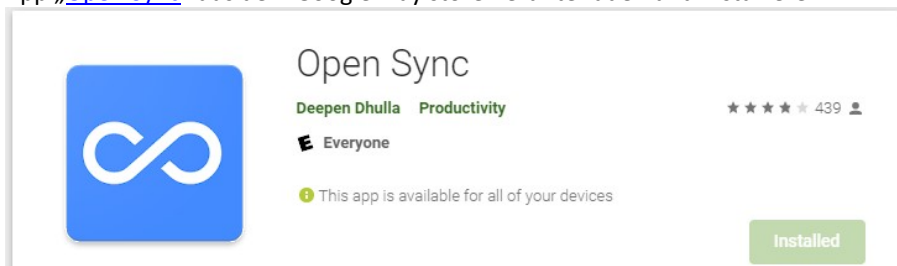 Open Sync
Deepen Dhulla Productivity
439
Everyone
This app is available for all of your devices
Installed